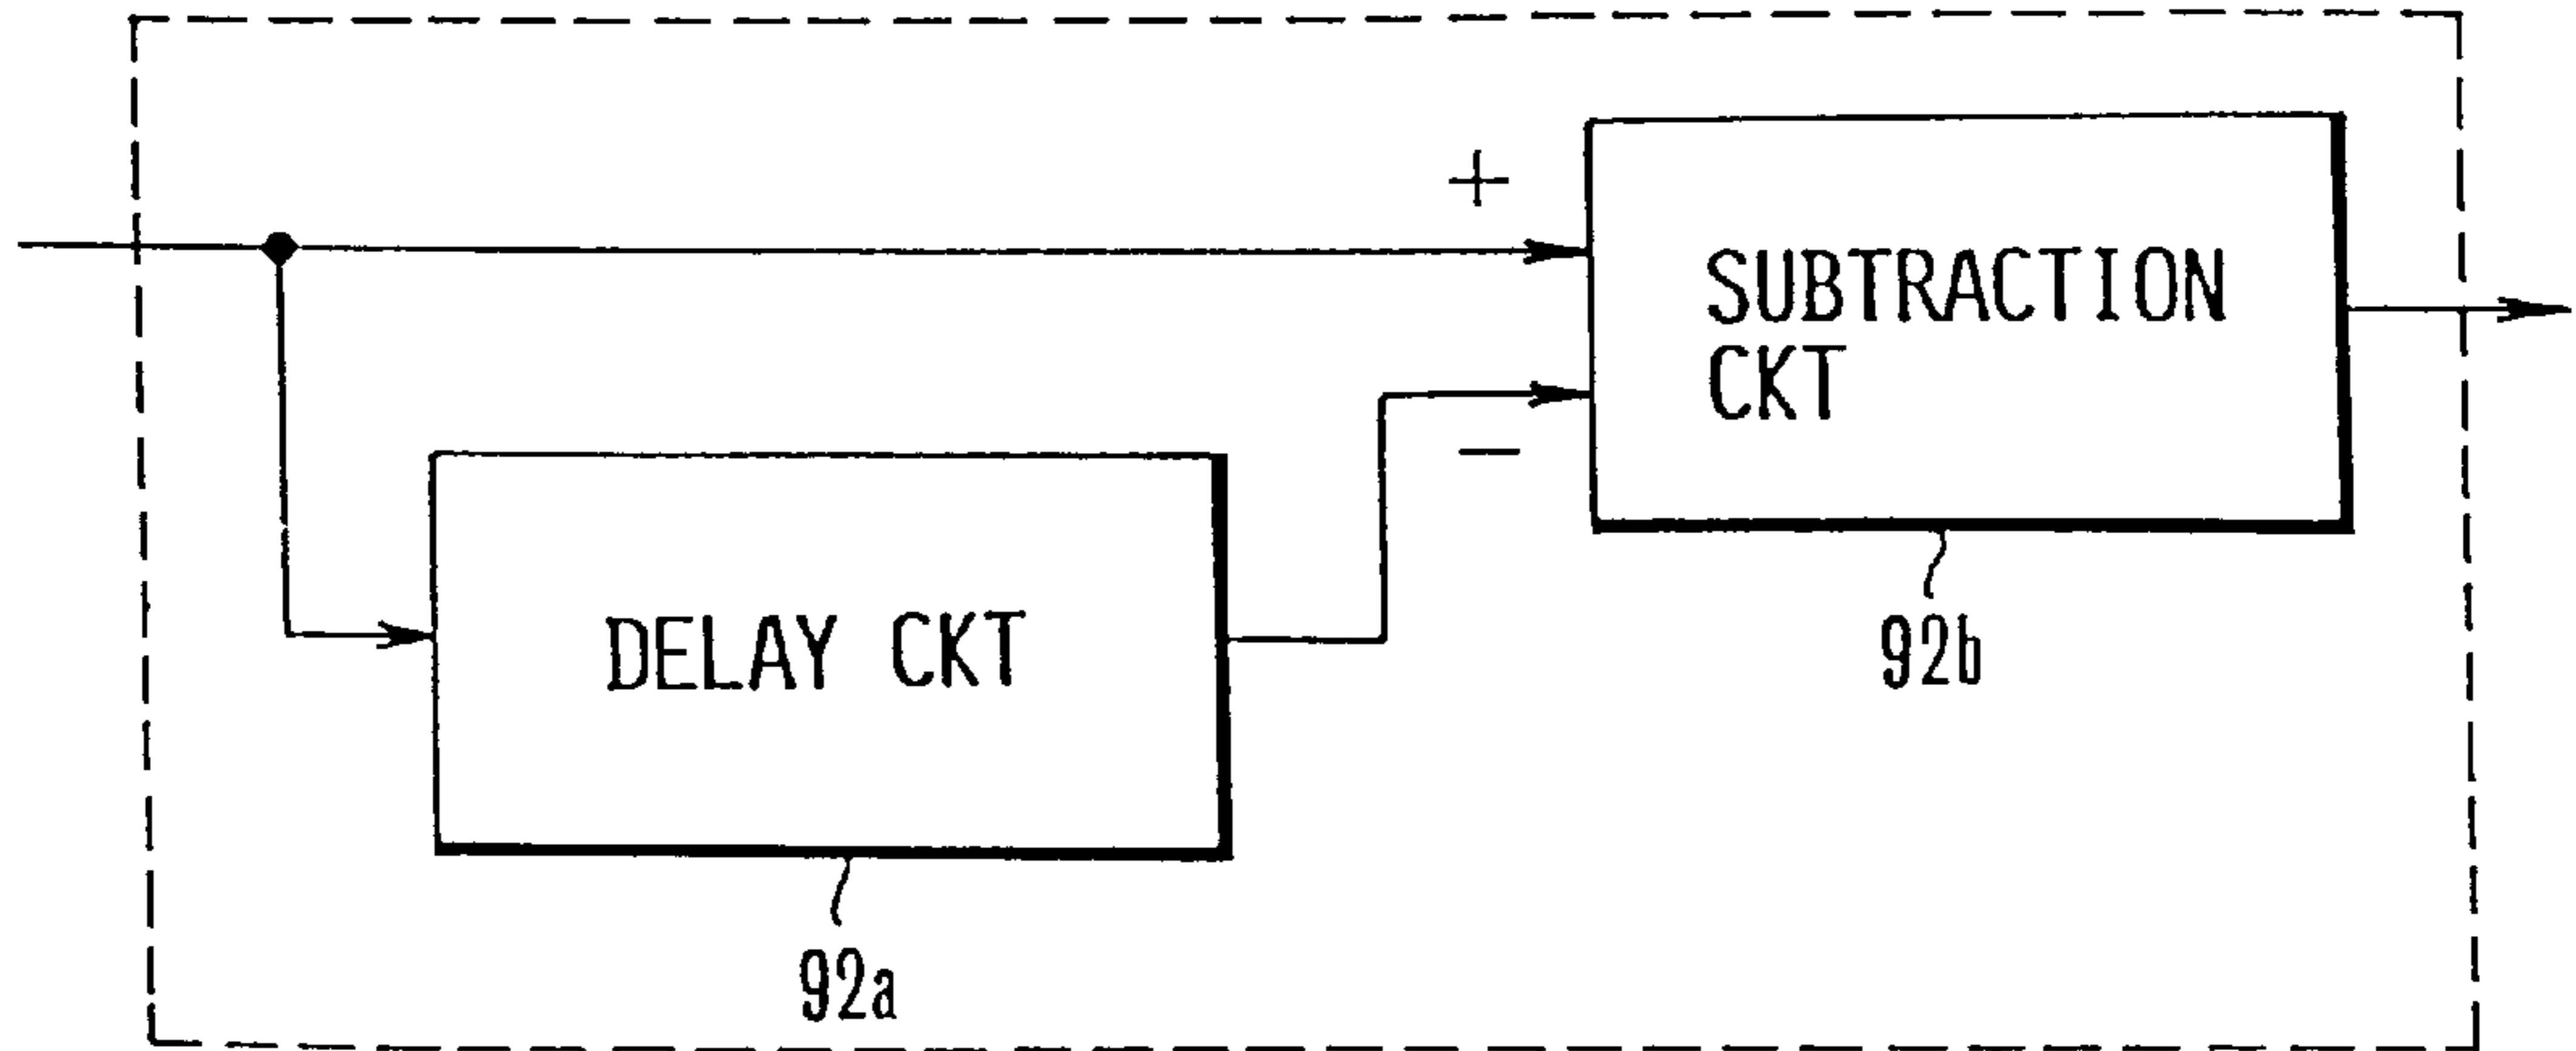 +
SUBTRACTION
CKT
−
DELAY CKT
92b
92a